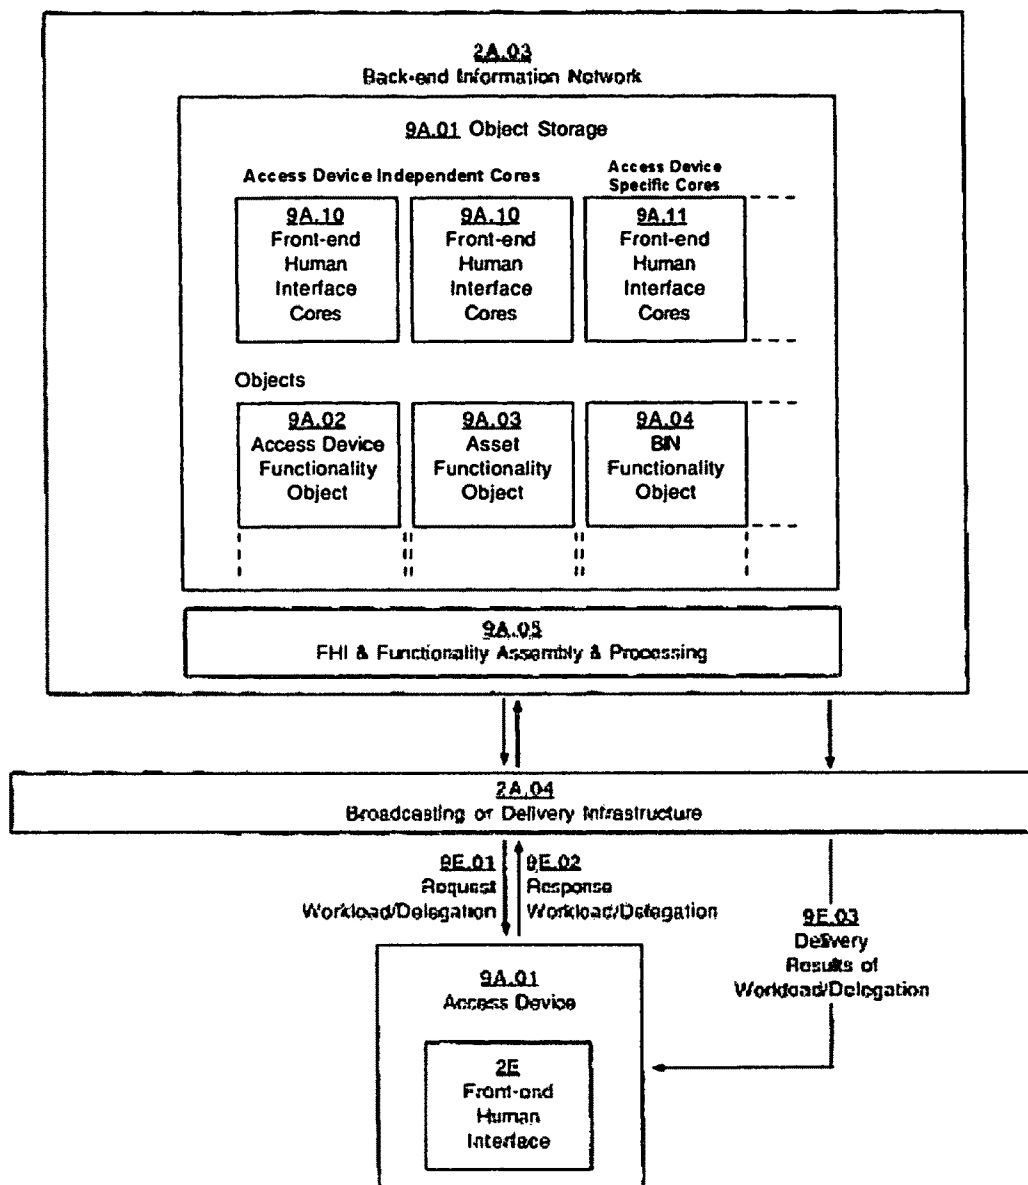 2A.03
Back-end Information Network
9A.01 Object Storage
Access Device Independent Cores
Access Device
Specific Cores
9A.10
Front-end
Human
Interface
Cores
9A.10
Front-end
Human
Interface
Cores
9A.11
Front-end
Human
Interface
Cores
Objects
9A.02
Access Device
Functionality
Object
9A.03
Asset
Functionality
Object
9A.04
BIN
Functionality
Object
9A.05
FHI & Functionality Assembly & Processing
2A.04
Broadcasting or Delivery Infrastructure
9E.01
Request
Workload/Delegation
9E.02
Response
Workload/Delegation
9E.03
Delivery
Results of
Workload/Delegation
9A.01
Access Device
2E
Front-end
Human
Interface